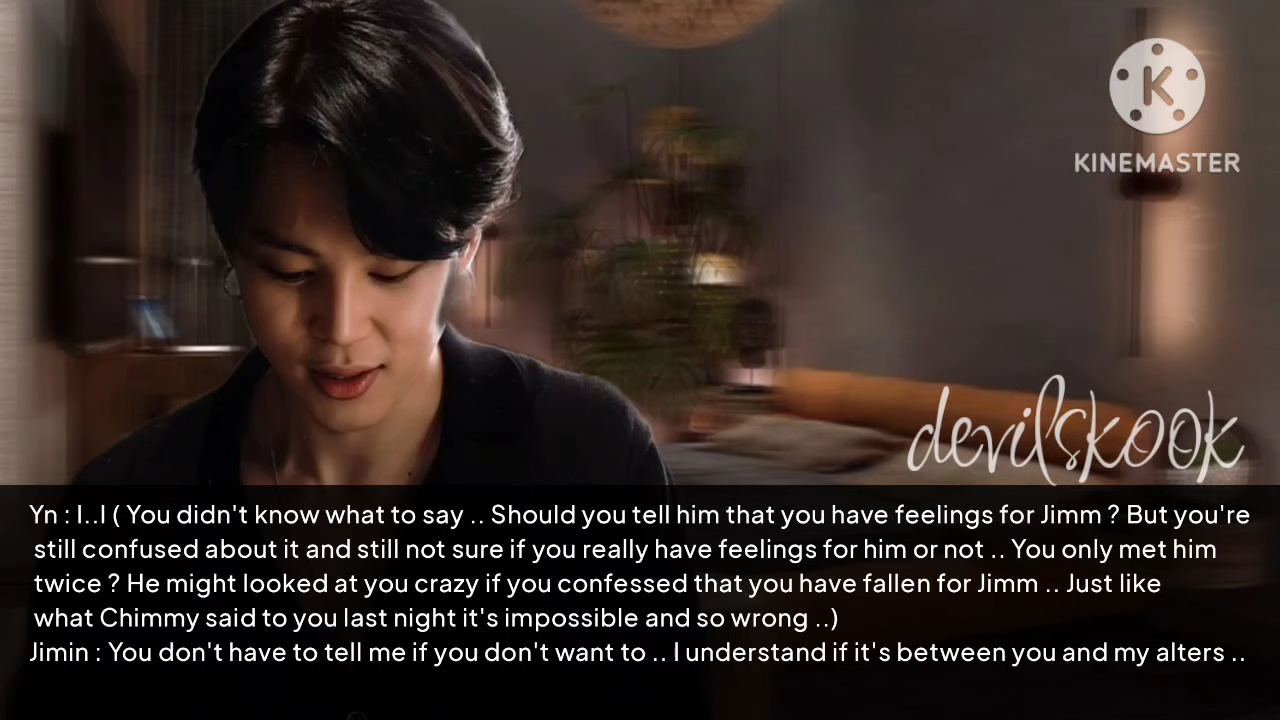 K
KINEMASTER
devilskook
Yn : I..I ( You didn't know what to say .. Should you tell him that you have feelings for Jimm ? But you're
still confused about it and still not sure if you really have feelings for him or not .. You only met him
twice ? He might looked at you crazy if you confessed that you have fallen for Jimm .. Just like
what Chimmy said to you last night it's impossible and so wrong ..)
Jimin : You don't have to tell me if you don't want to .. I understand if it's between you and my alters ..